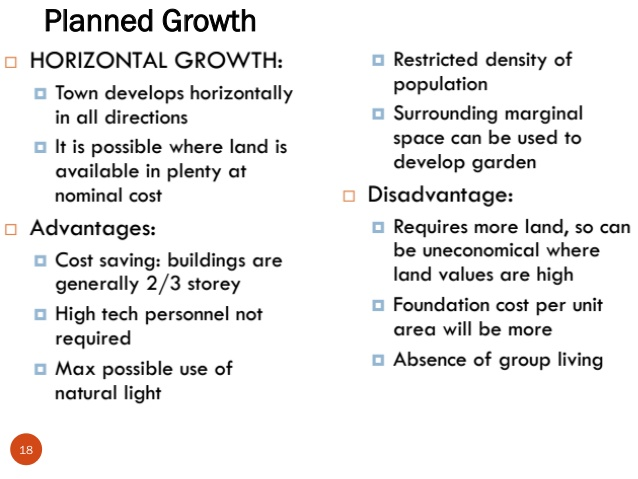 Planned Growth
HORIZONTAL GROWTH:
Town develops horizontally
in all directions
It is possible where land is
available in plenty at
nominal cost
Advantages:
Cost saving: buildings are
generally 2/3 storey
High tech personnel not
required
Max possible use of
natural light
Restricted density of
population
Surrounding marginal
space can be used to
develop garden
Disadvantage:
Requires more land, so can
be uneconomical where
land values are high
Foundation cost per unit
area will be more
Absence of group living
18